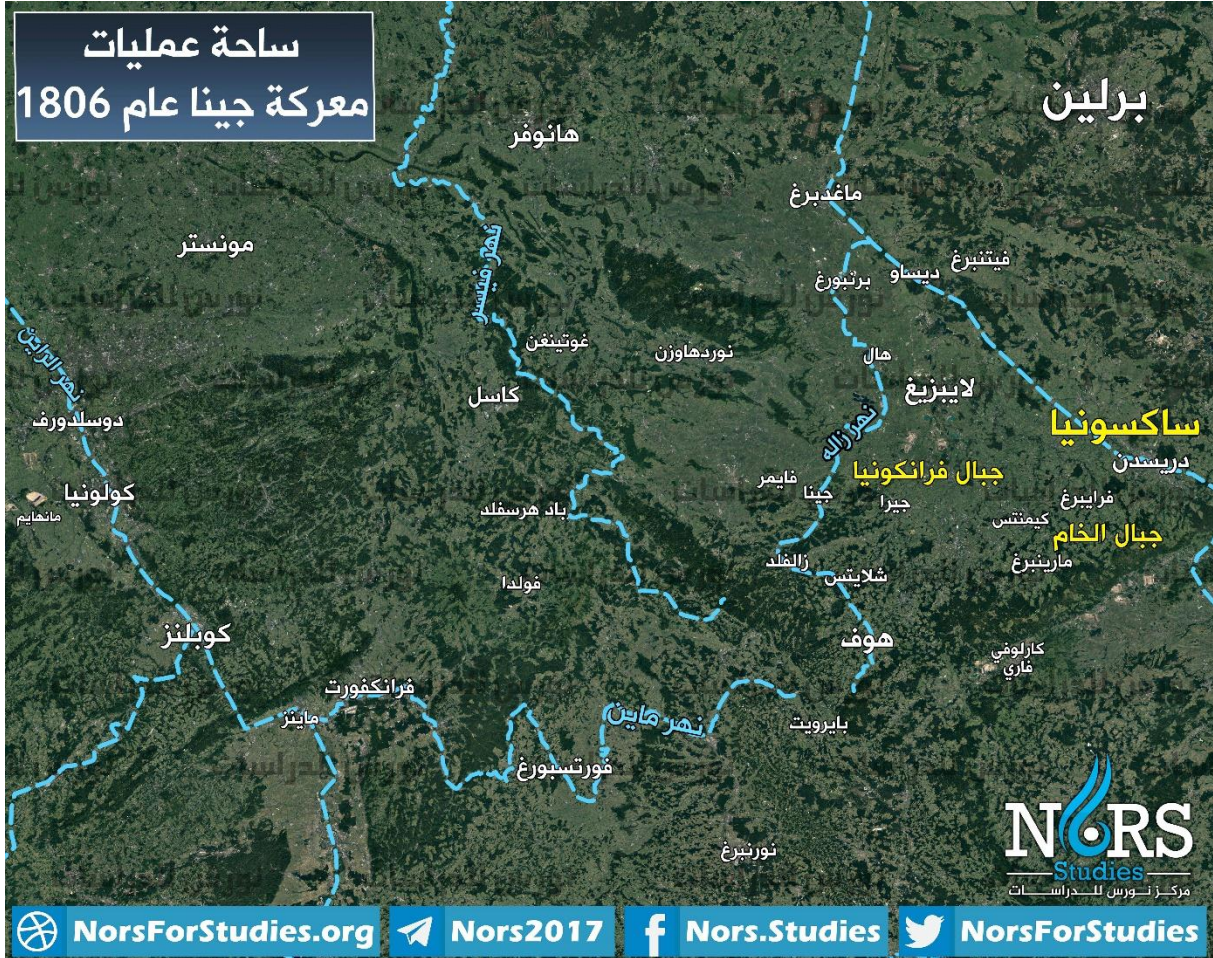 ساحة عمليات
معركة جينا عام 1806
برلين
هانوفر
ماغدبرغ
مونستر
نهر فيلسر
فيتنبرغ
ديساو
برنبورغ
غوتينغن
نوردهاوزن
هال
نهر الراين
كاسل
لايبزيغ
نهر زاله
ساكسونيا
دوسلدورف
دريسدن
جبال فرانكونيا
فايمر
جينا
جيرا
كولونيا
مانهايم
فرايبرغ
كيمنتس
باد هرسفلد
جبال الخام
مارينبرغ
زالفلد
شلايتس
فولدا
كوبلنز
هوف
كارلوفي
فاري
فرانكفورت
ماينز
نهر ماين
بايرويت
فورتسبورغ
نورنبرغ
NORS
Studies
مركز نورس للدراسات
NorsForStudies.org
Nors2017
Nors.Studies
NorsForStudies